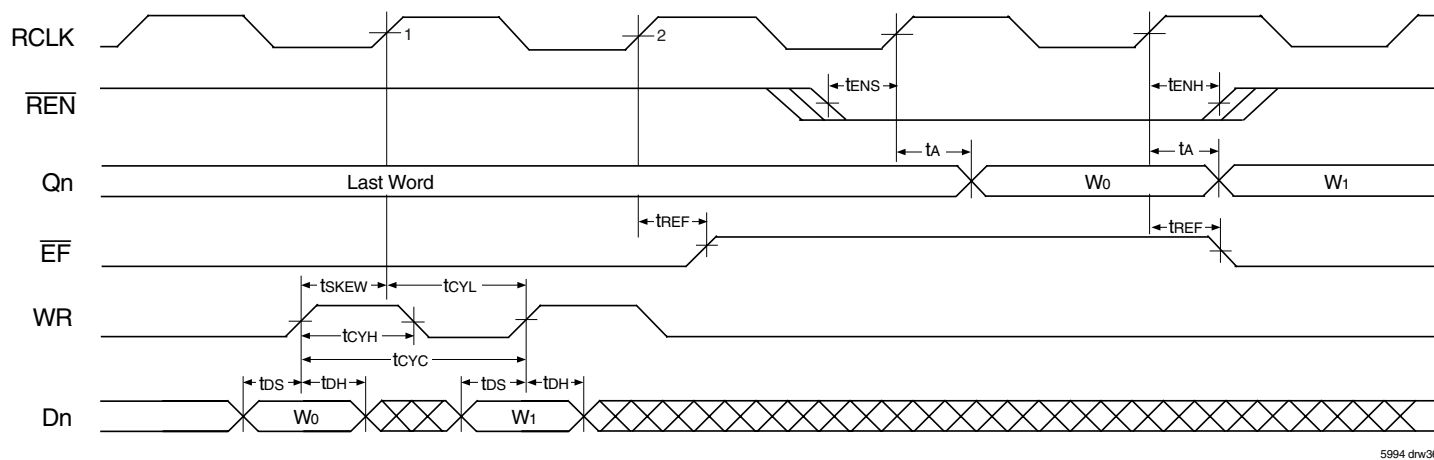 RCLK
1
2
REN
tENS
tENH
tA
tA
Qn
Last Word
W0
W1
tREF
tREF
EF
tSKEW
tCYL
WR
tCYH
tCYC
tDS
tDH
tDS
tDH
Dn
W0
W1